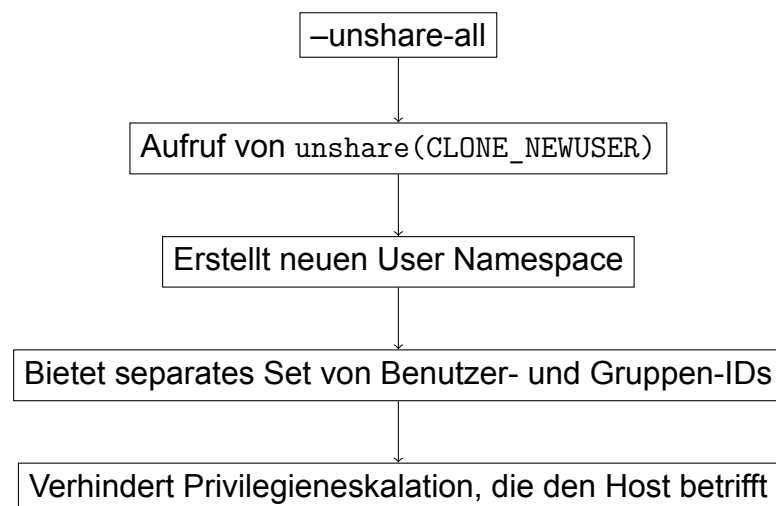 –unshare-all
Aufruf von unshare(CLONE_NEWUSER)
Erstellt neuen User Namespace
Bietet separates Set von Benutzer- und Gruppen-IDs
Verhindert Privilegieneskalation, die den Host betrifft